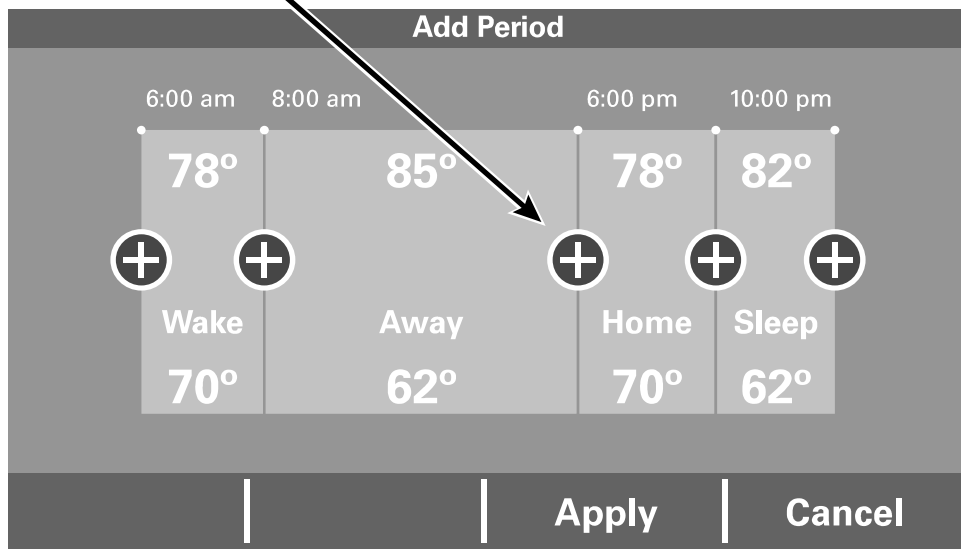 Add Period
6:00 am 8:00 am 6:00 pm 10:00 pm
78º 85º 78º 82º
Wake Away Home Sleep
70º 62º 70º 62º
Apply Cancel